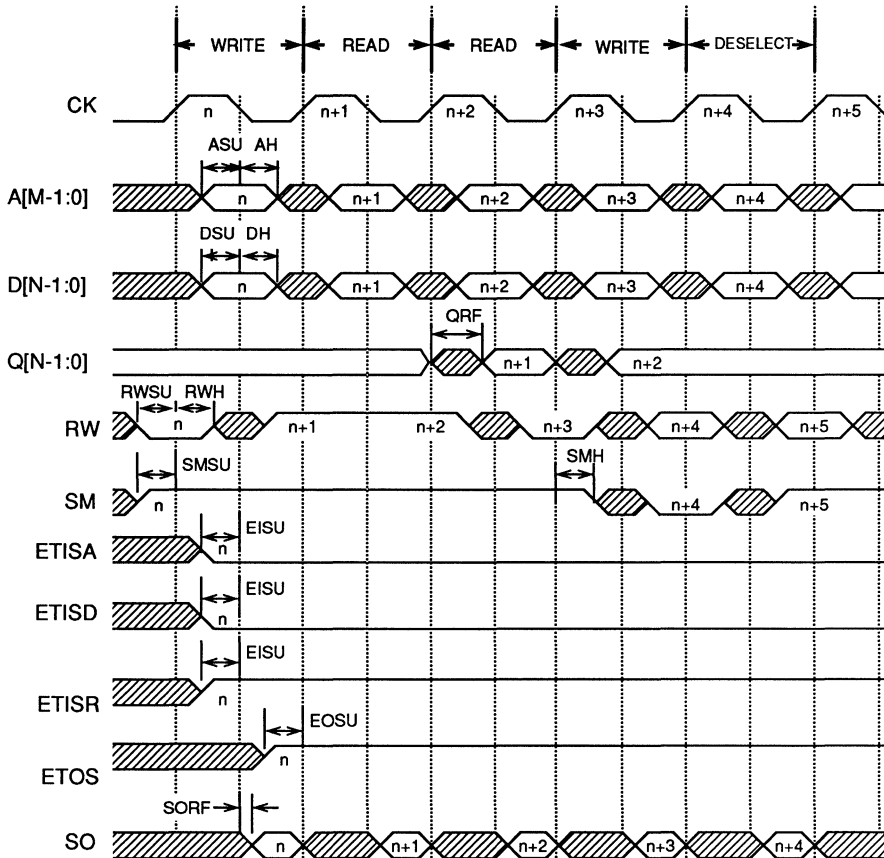 WRITE READ READ WRITE DESELECT
CK n n+1 n+2 n+3 n+4 n+5
ASU AH
A[M-1:0] n n+1 n+2 n+3 n+4
DSU DH
D[N-1:0] n n+1 n+2 n+3 n+4
QRF
Q[N-1:0] n+1 n+2
RWSU RWH
RW n n+1 n+2 n+3 n+4 n+5
SMSU SMH
SM n n+4 n+5
EISU
ETISA n
EISU
ETISD n
EISU
ETISR n
EOSU
ETOS n
SORF
SO n n+1 n+2 n+3 n+4